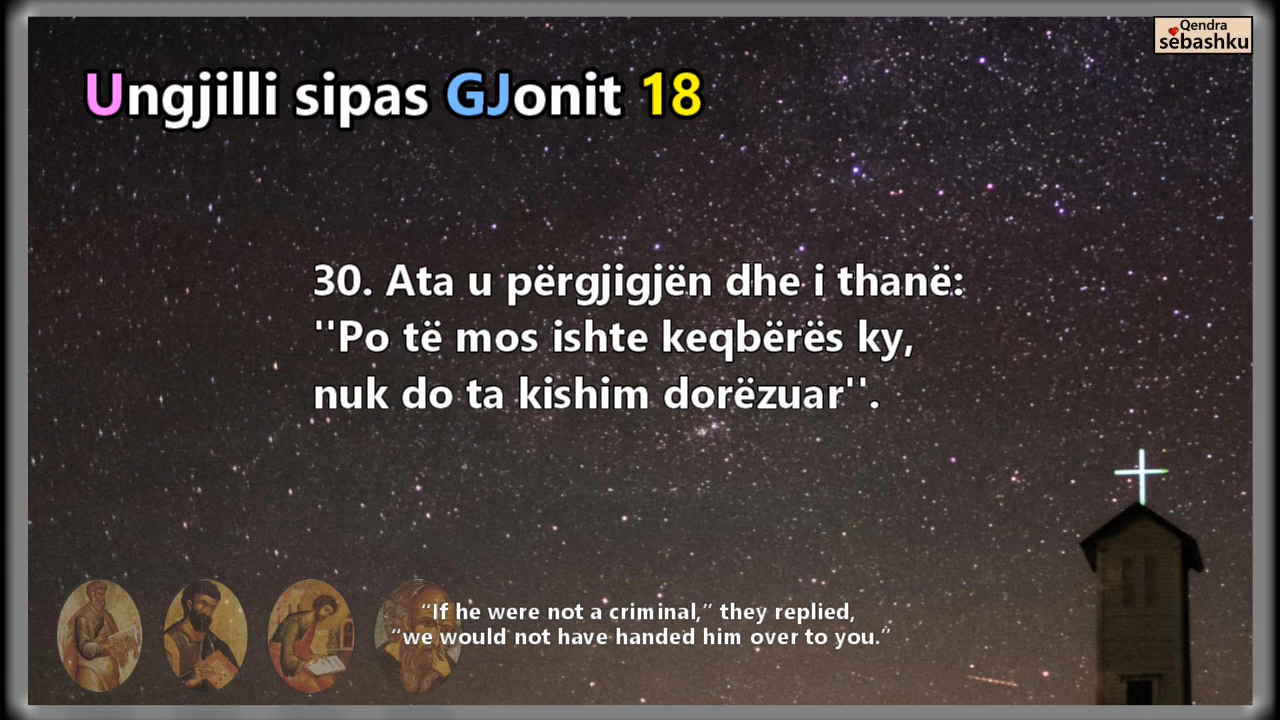 Qendra
sëbashku
Ungjilli sipas GJonit 18
30. Ata u përgjigjën dhe i thanë:
''Po të mos ishte keqbërës ky,
nuk do ta kishim dorëzuar''.
“If he were not a criminal,” they replied,
“we would not have handed him over to you.”